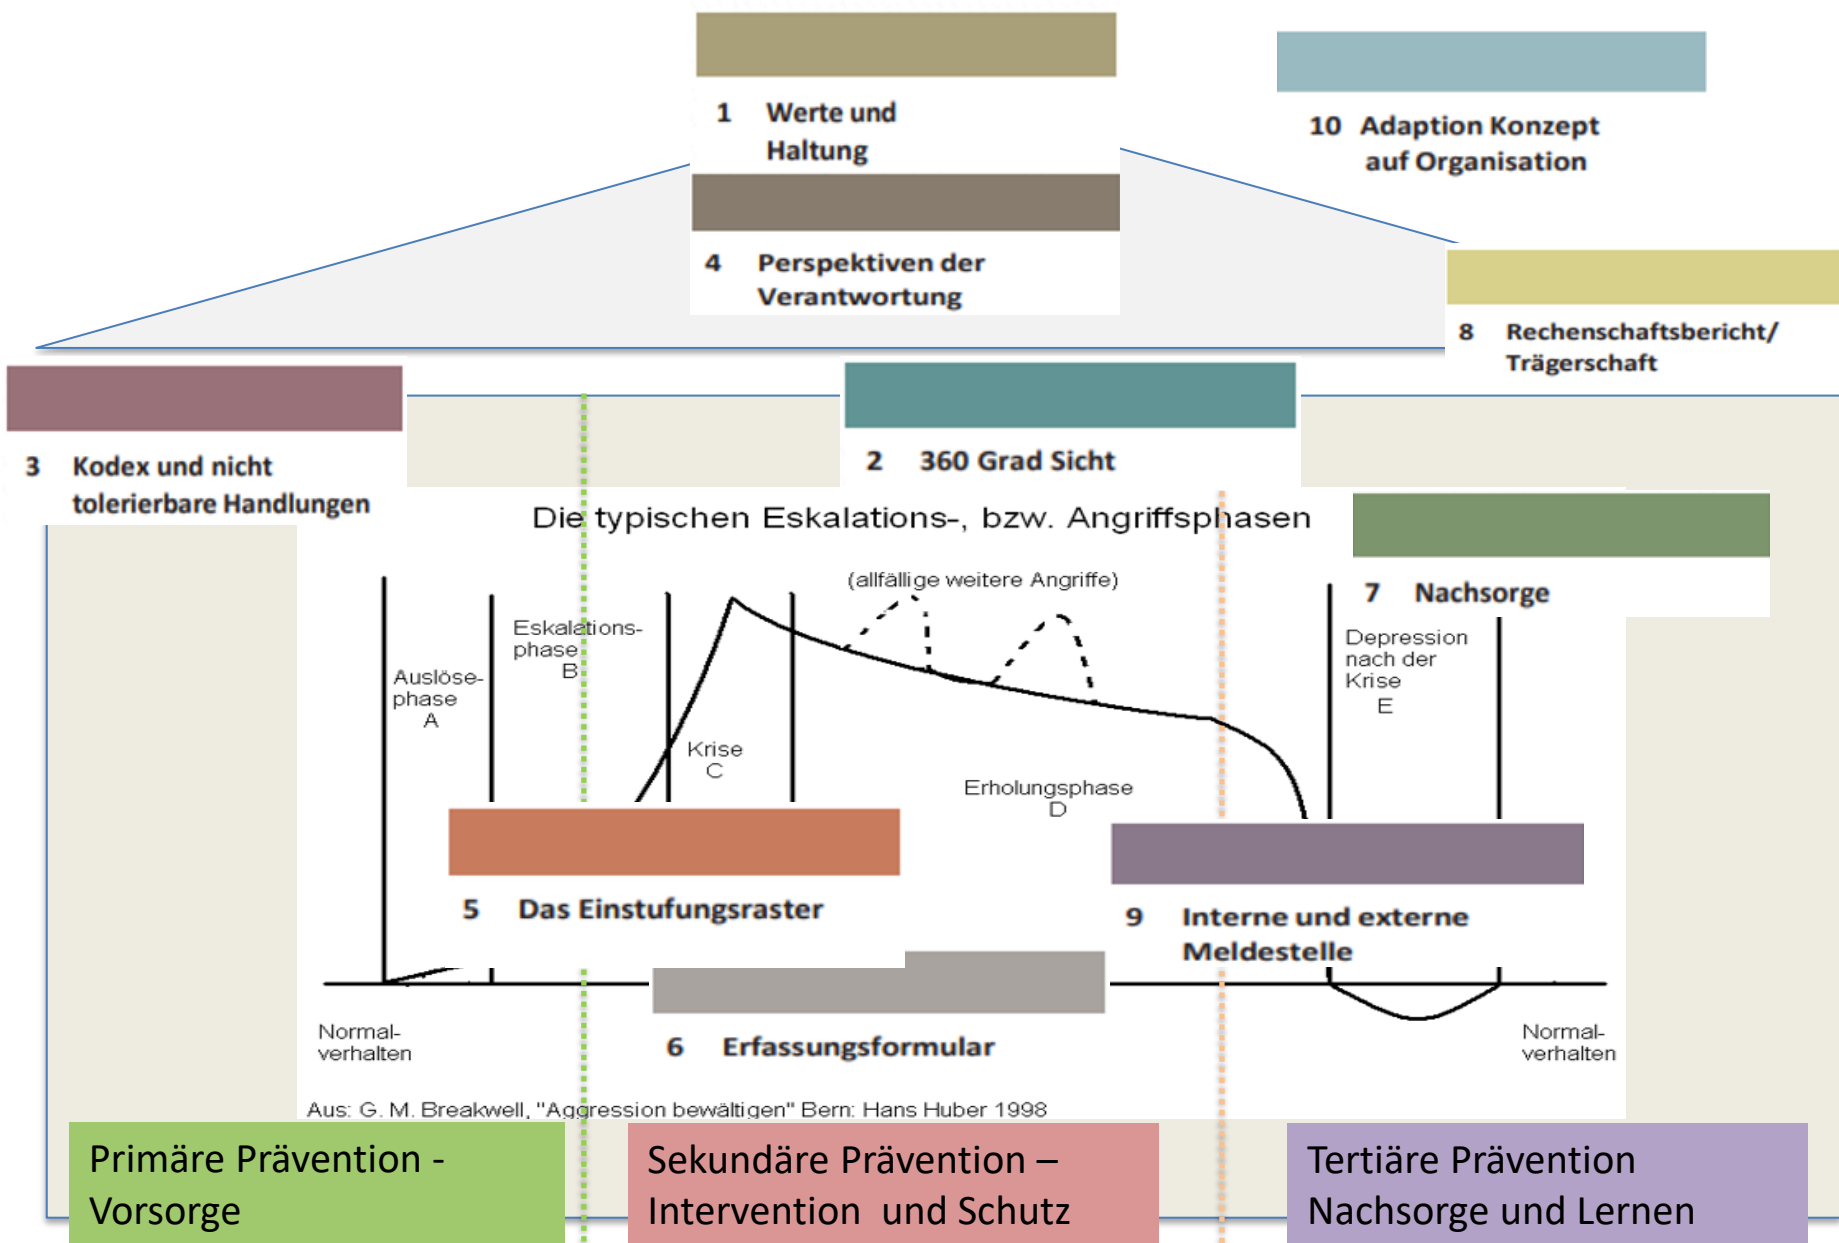 1 Werte und
Haltung
10 Adaption Konzept
auf Organisation
4 Perspektiven der
Verantwortung
8 Rechenschaftsbericht/
Trägerschaft
3 Kodex und nicht
tolerierbare Handlungen
2 360 Grad Sicht
Die typischen Eskalations-, bzw. Angriffsphasen
(allfällige weitere Angriffe)
7 Nachsorge
Auslöse-
phase
A
Eskalations-
phase
B
Krise
C
Erholungsphase
D
Depression
nach der
Krise
E
5 Das Einstufungsraster
9 Interne und externe
Meldestelle
6 Erfassungsformular
Normal-
verhalten
Normal-
verhalten
Aus: G. M. Breakwell, "Aggression bewältigen" Bern: Hans Huber 1998
Primäre Prävention -
Vorsorge
Sekundäre Prävention –
Intervention und Schutz
Tertiäre Prävention
Nachsorge und Lernen